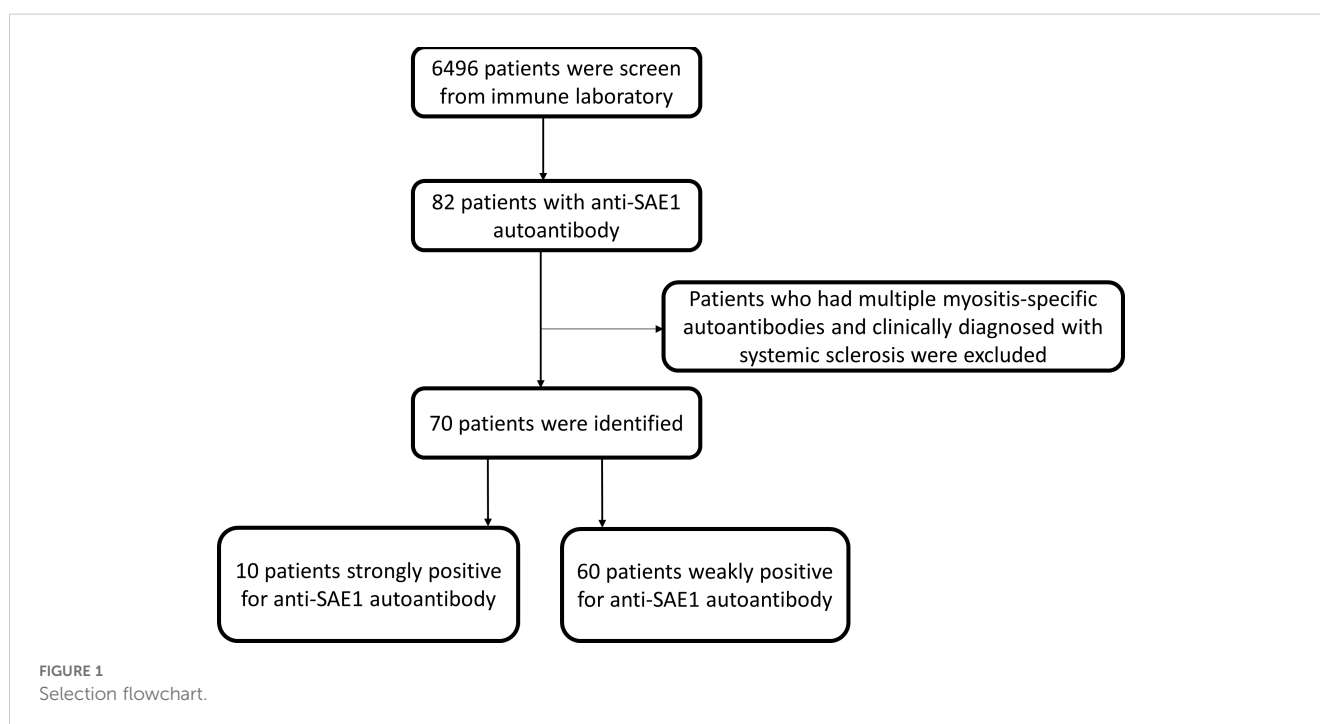 6496 patients were screen
from immune laboratory
82 patients with anti-SAE1
autoantibody
Patients who had multiple myositis-specific
autoantibodies and clinically diagnosed with
systemic sclerosis were excluded
70 patients were identified
10 patients strongly positive
for anti-SAE1 autoantibody
60 patients weakly positive
for anti-SAE1 autoantibody
FIGURE 1
Selection flowchart.